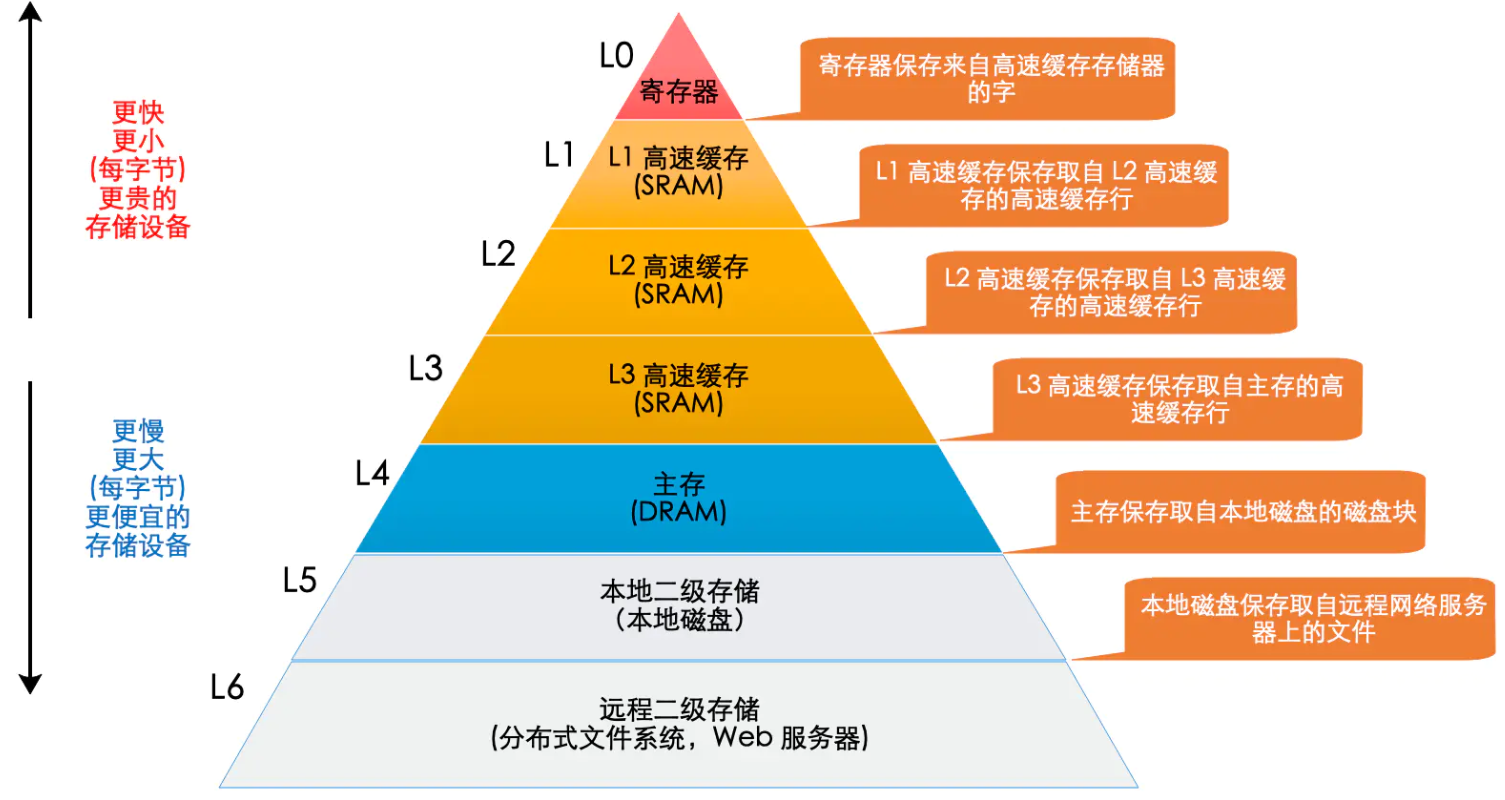 更快
更小
(每字节)
更贵的
存储设备
更慢
更大
(每字节)
更便宜的
存储设备
L0
寄存器
寄存器保存来自高速缓存存储器
的字
L1
L1 高速缓存
(SRAM)
L1 高速缓存保存取自 L2 高速缓
存的高速缓存行
L2
L2 高速缓存
(SRAM)
L2 高速缓存保存取自 L3 高速缓
存的高速缓存行
L3
L3 高速缓存
(SRAM)
L3 高速缓存保存取自主存的高
速缓存行
L4
主存
(DRAM)
主存保存取自本地磁盘的磁盘块
L5
本地二级存储
（本地磁盘）
本地磁盘保存取自远程网络服务
器上的文件
L6
远程二级存储
(分布式文件系统，Web 服务器)